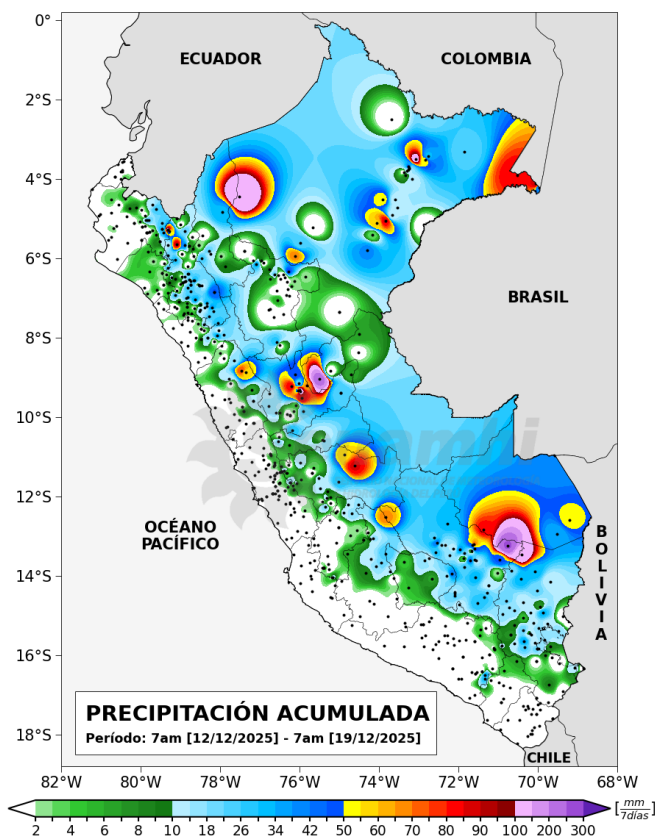 0°
ECUADOR
COLOMBIA
2°S
4°S
6°S
BRASIL
8°S
10°S
senamhi
12°S
OCÉANO
PACÍFICO
BOLIVIA
14°S
16°S
PRECIPITACIÓN ACUMULADA
Período: 7am [12/12/2025] - 7am [19/12/2025]
18°S
CHILE
82°W 80°W 78°W 76°W 74°W 72°W 70°W 68°W
2 4 6 8 10 18 26 34 42 50 60 70 80 90 100 200 300
[mm/7días]